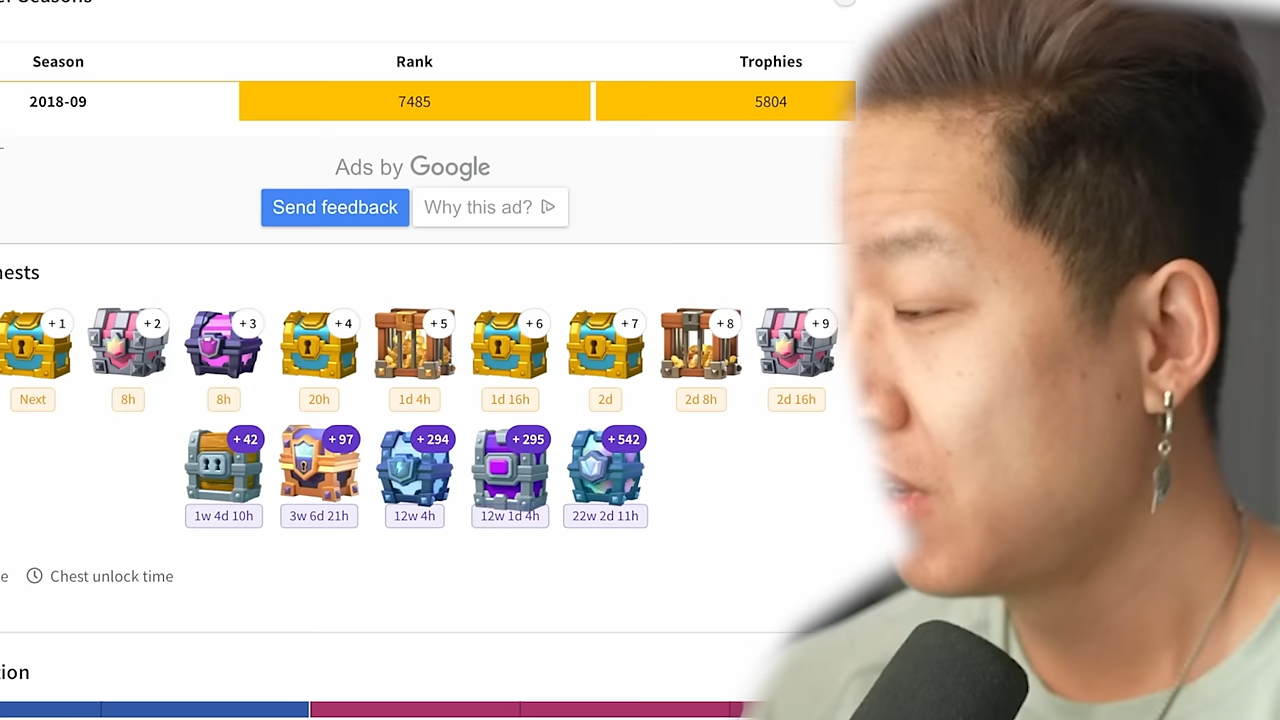 Season Rank Trophies
2018-09 7485 5804
Ads by Google
Send feedback Why this ad?
ests
+1 +2 +3 +4 +5 +6 +7 +8 +9
Next 8h 8h 20h 1d 4h 1d 16h 2d 2d 8h 2d 16h
+42 +97 +294 +295 +542
1w 4d 10h 3w 6d 21h 12w 4h 12w 1d 4h 22w 2d 11h
e Chest unlock time
tion